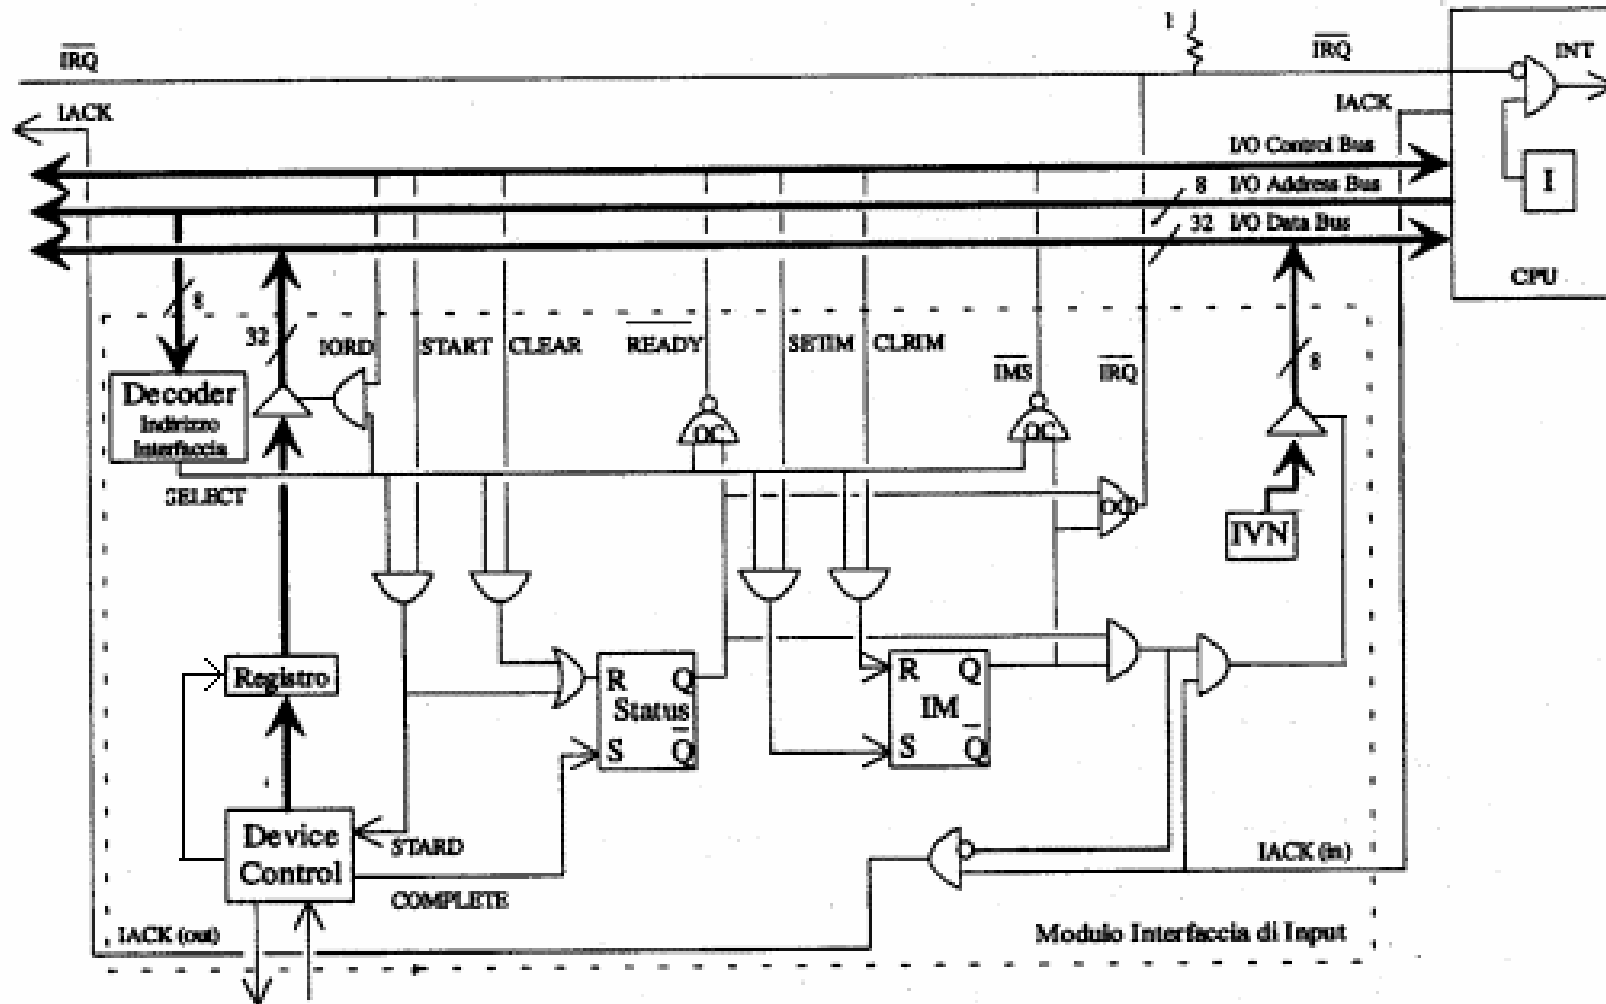 1
IRQ
IRQ
INT
IACK
IACK
I/O Control Bus
8 I/O Address Bus
I
32 I/O Data Bus
CPU
8
32
IORD
START
CLEAR
READY
SETIM
CLRIM
IMS
IRQ
8
Decoder
Indirizzo
Interfaccia
OC
OC
SELECT
OC
IVN
Registro
R Q
Status
S Q
R Q
IM
S Q
Device
Control
STARD
COMPLETE
IACK (in)
IACK (out)
Modulo Interfaccia di Input